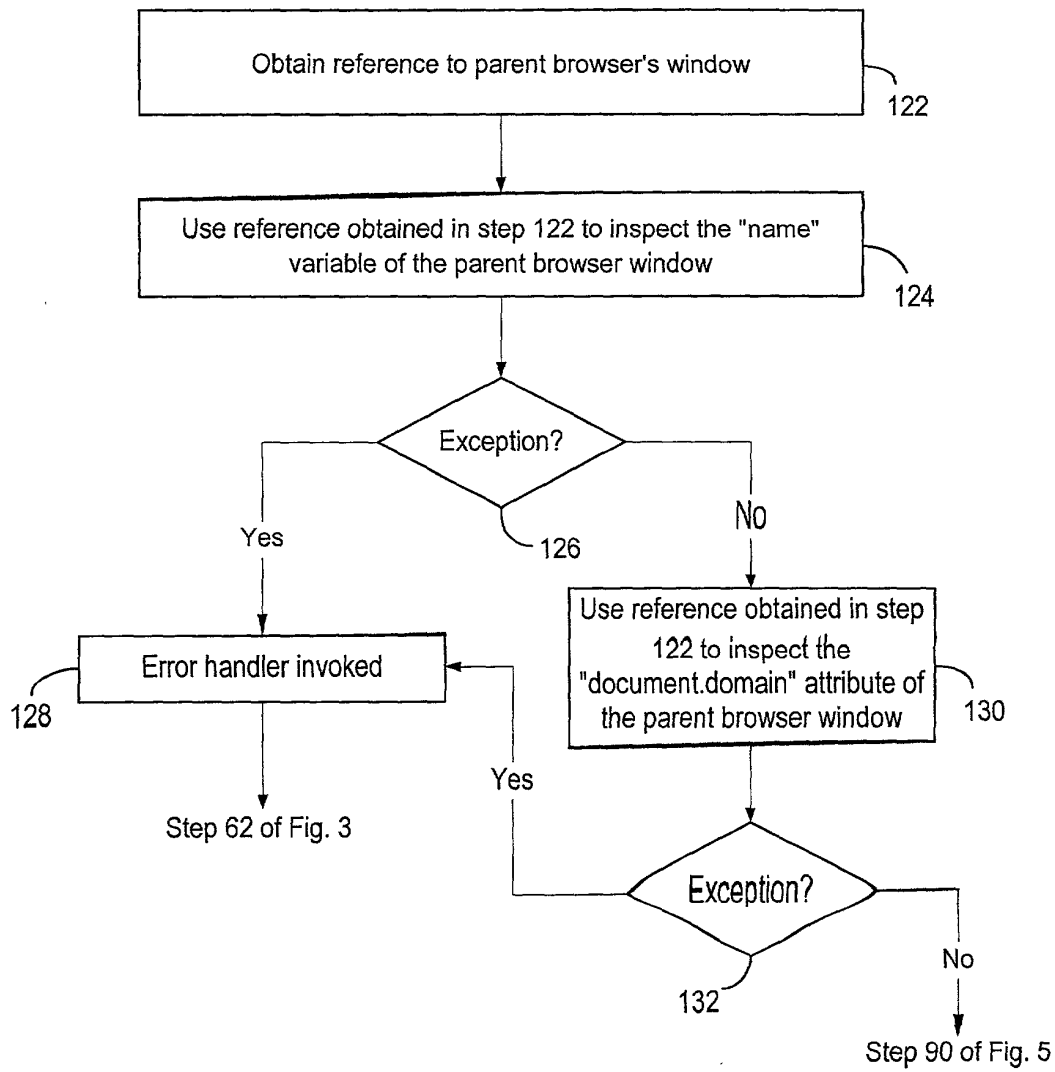 Obtain reference to parent browser's window
122
Use reference obtained in step 122 to inspect the "name"
variable of the parent browser window
124
Exception?
126
Yes
No
Use reference obtained in step
122 to inspect the
"document.domain" attribute of
the parent browser window
130
Error handler invoked
128
Yes
Step 62 of Fig. 3
Exception?
132
No
Step 90 of Fig. 5